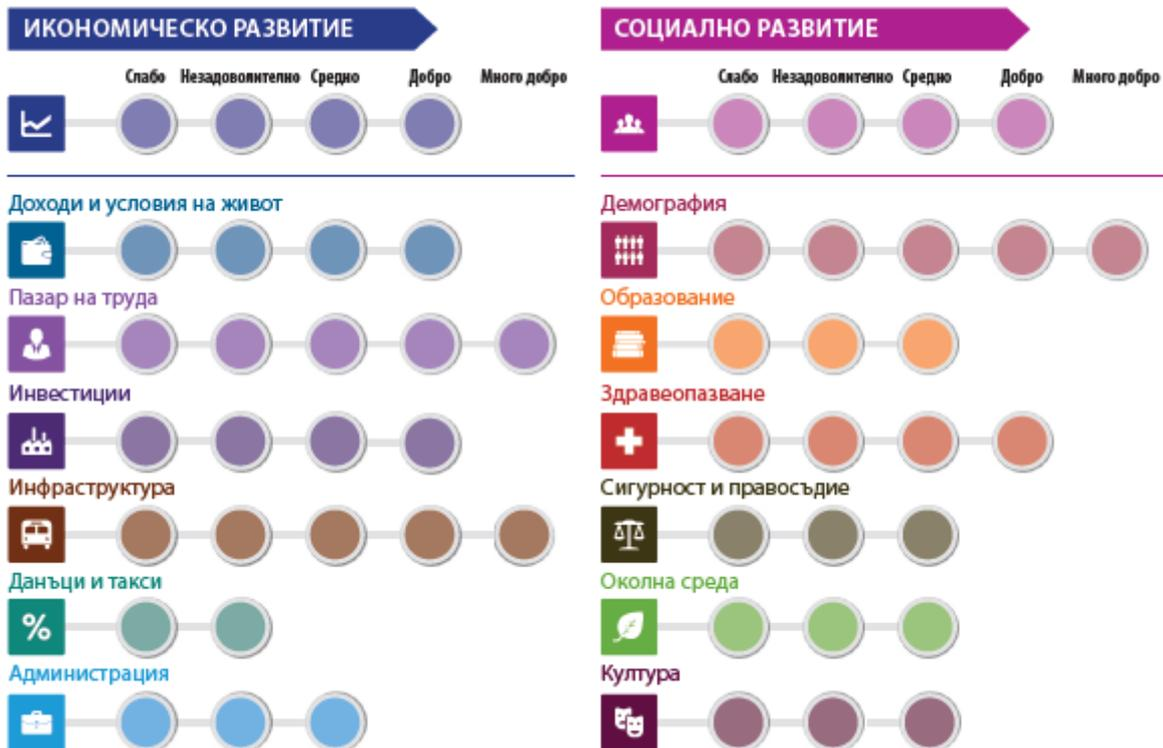 ИКОНОМИЧЕСКО РАЗВИТИЕ
Слабо Незадоволително Средно Добро Много добро
Доходи и условия на живот
Пазар на труда
Инвестиции
Инфраструктура
Данъци и такси
%
Администрация
СОЦИАЛНО РАЗВИТИЕ
Слабо Незадоволително Средно Добро Много добро
Демография
Образование
Здравеопазване
Сигурност и правосъдие
Околна среда
Култура